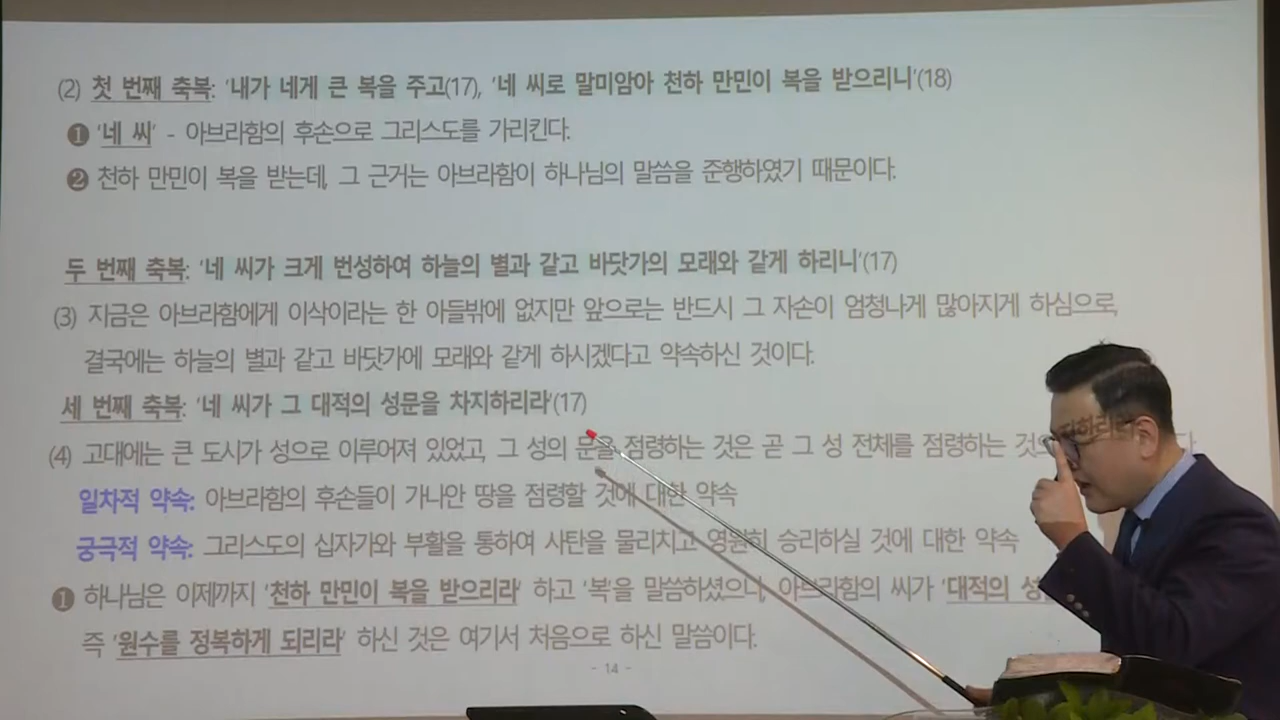 (2) 첫 번째 축복: '내가 네게 큰 복을 주고(17), '네 씨로 말미암아 천하 만민이 복을 받으리니'(18)
❶ '네 씨' - 아브라함의 후손으로 그리스도를 가리킨다.
❷ 천하 만민이 복을 받는데, 그 근거는 아브라함이 하나님의 말씀을 준행하였기 때문이다.
두 번째 축복: '네 씨가 크게 번성하여 하늘의 별과 같고 바닷가의 모래와 같게 하리니'(17)
(3) 지금은 아브라함에게 이삭이라는 한 아들밖에 없지만 앞으로는 반드시 그 자손이 엄청나게 많아지게 하심으로,
결국에는 하늘의 별과 같고 바닷가에 모래와 같게 하시겠다고 약속하신 것이다.
세 번째 축복: '네 씨가 그 대적의 성문을 차지하리라'(17)
(4) 고대에는 큰 도시가 성으로 이루어져 있었고, 그 성의 문을 점령하는 것은 곧 그 성 전체를 점령하는
일차적 약속: 아브라함의 후손들이 가나안 땅을 점령할 것에 대한 약속
궁극적 약속: 그리스도의 십자가와 부활을 통하여 사탄을 물리치고 영원히 승리하실 것에 대한 약속
❶ 하나님은 이제까지 '천하 만민이 복을 받으리라' 하고 '복'을 말씀하셨으나, 아브라함의 씨가 '대적의
즉 '원수를 정복하게 되리라' 하신 것은 여기서 처음으로 하신 말씀이다.
- 14 -